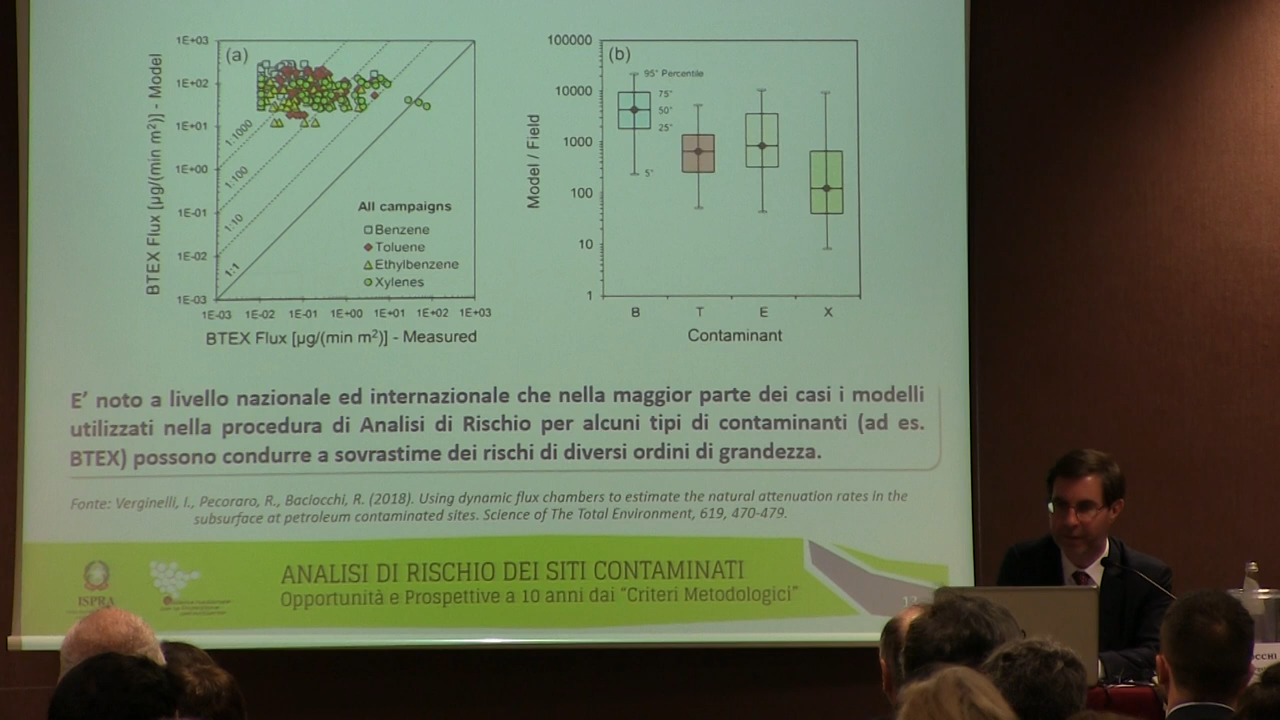 (a)
1E+03
1E+02
1E+01
1E+00
1E-01
1E-02
1E-03
BTEX Flux [µg/(min m²)] - Model
1:1000
1:100
1:10
1:1
All campaigns
Benzene
Toluene
Ethylbenzene
Xylenes
1E-03 1E-02 1E-01 1E+00 1E+01 1E+02 1E+03
BTEX Flux [µg/(min m²)] - Measured
(b)
100000
10000
1000
100
10
1
Model / Field
95° Percentile
75°
50°
25°
5°
B T E X
Contaminant
E' noto a livello nazionale ed internazionale che nella maggior parte dei casi i modelli
utilizzati nella procedura di Analisi di Rischio per alcuni tipi di contaminanti (ad es.
BTEX) possono condurre a sovrastime dei rischi di diversi ordini di grandezza.
Fonte: Verginelli, I., Pecoraro, R., Baciocchi, R. (2018). Using dynamic flux chambers to estimate the natural attenuation rates in the
subsurface at petroleum contaminated sites. Science of The Total Environment, 619, 470-479.
ISPRA
ANALISI DI RISCHIO DEI SITI CONTAMINATI
Opportunità e Prospettive a 10 anni dai "Criteri Metodologici"